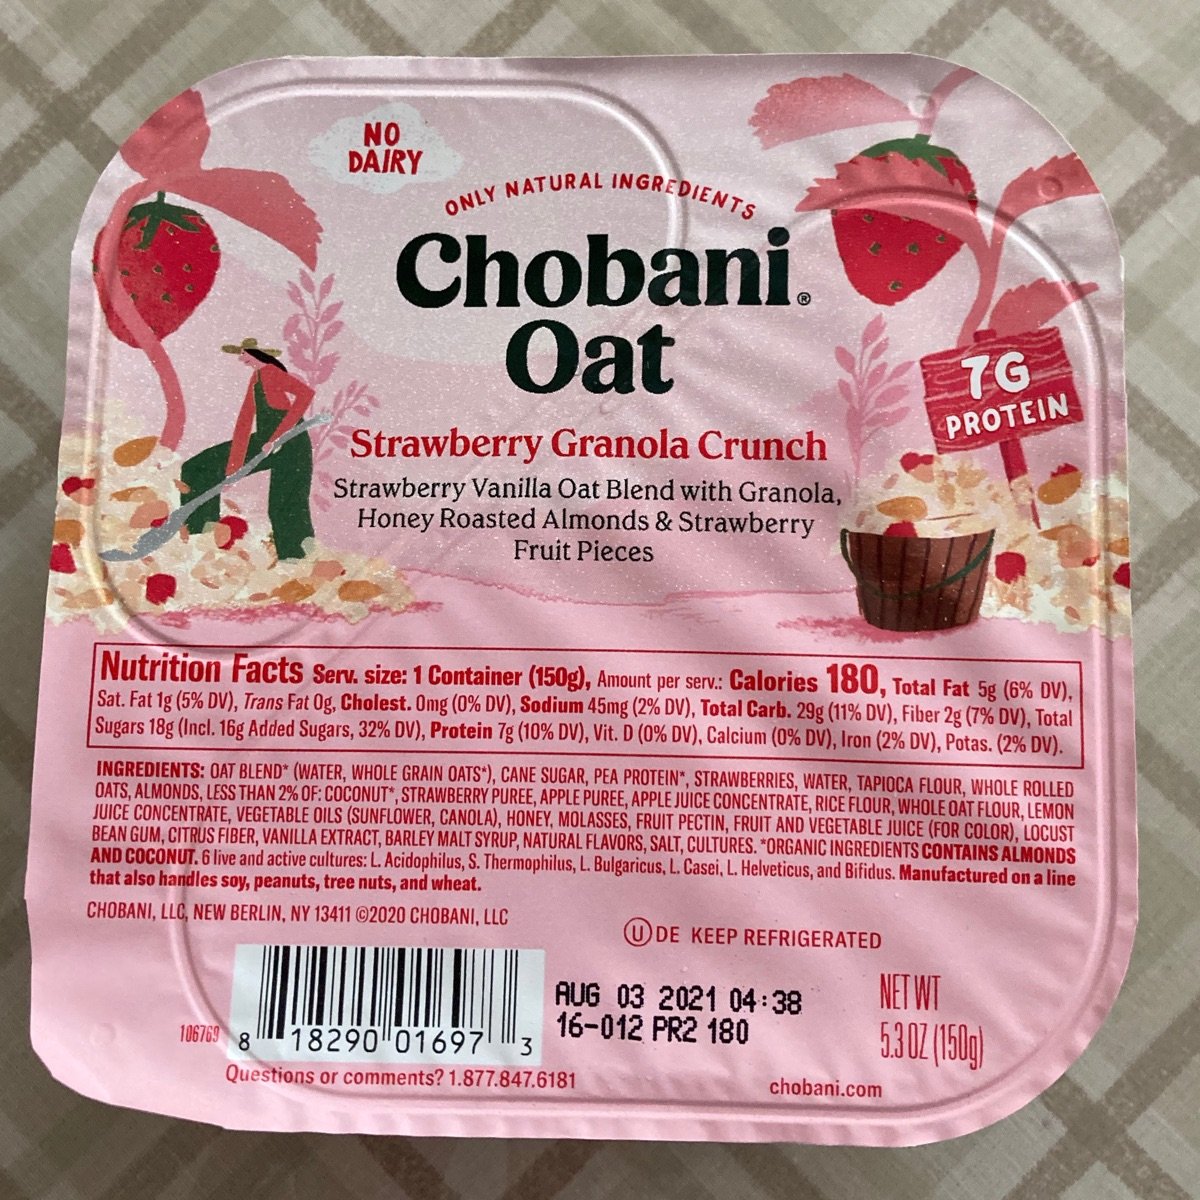 NO
DAIRY
ONLY NATURAL INGREDIENTS
Chobani®
Oat
7G
PROTEIN
Strawberry Granola Crunch
Strawberry Vanilla Oat Blend with Granola,
Honey Roasted Almonds & Strawberry
Fruit Pieces
Nutrition Facts Serv. size: 1 Container (150g), Amount per serv.: Calories 180, Total Fat 5g (6% DV),
Sat. Fat 1g (5% DV), Trans Fat 0g, Cholest. 0mg (0% DV), Sodium 45mg (2% DV), Total Carb. 29g (11% DV), Fiber 2g (7% DV), Total
Sugars 18g (Incl. 16g Added Sugars, 32% DV), Protein 7g (10% DV), Vit. D (0% DV), Calcium (0% DV), Iron (2% DV), Potas. (2% DV).
INGREDIENTS: OAT BLEND* (WATER, WHOLE GRAIN OATS*), CANE SUGAR, PEA PROTEIN*, STRAWBERRIES, WATER, TAPIOCA FLOUR, WHOLE ROLLED
OATS, ALMONDS, LESS THAN 2% OF: COCONUT*, STRAWBERRY PUREE, APPLE PUREE, APPLE JUICE CONCENTRATE, RICE FLOUR, WHOLE OAT FLOUR, LEMON
JUICE CONCENTRATE, VEGETABLE OILS (SUNFLOWER, CANOLA), HONEY, MOLASSES, FRUIT PECTIN, FRUIT AND VEGETABLE JUICE (FOR COLOR), LOCUST
BEAN GUM, CITRUS FIBER, VANILLA EXTRACT, BARLEY MALT SYRUP, NATURAL FLAVORS, SALT, CULTURES. *ORGANIC INGREDIENTS CONTAINS ALMONDS
AND COCONUT. 6 live and active cultures: L. Acidophilus, S. Thermophilus, L. Bulgaricus, L. Casei, L. Helveticus, and Bifidus. Manufactured on a line
that also handles soy, peanuts, tree nuts, and wheat.
CHOBANI, LLC, NEW BERLIN, NY 13411 ©2020 CHOBANI, LLC
U DE KEEP REFRIGERATED
AUG 03 2021 04:38
16-012 PR2 180
NET WT
5.3 OZ (150g)
106769
8 18290 01697 3
Questions or comments? 1.877.847.6181
chobani.com